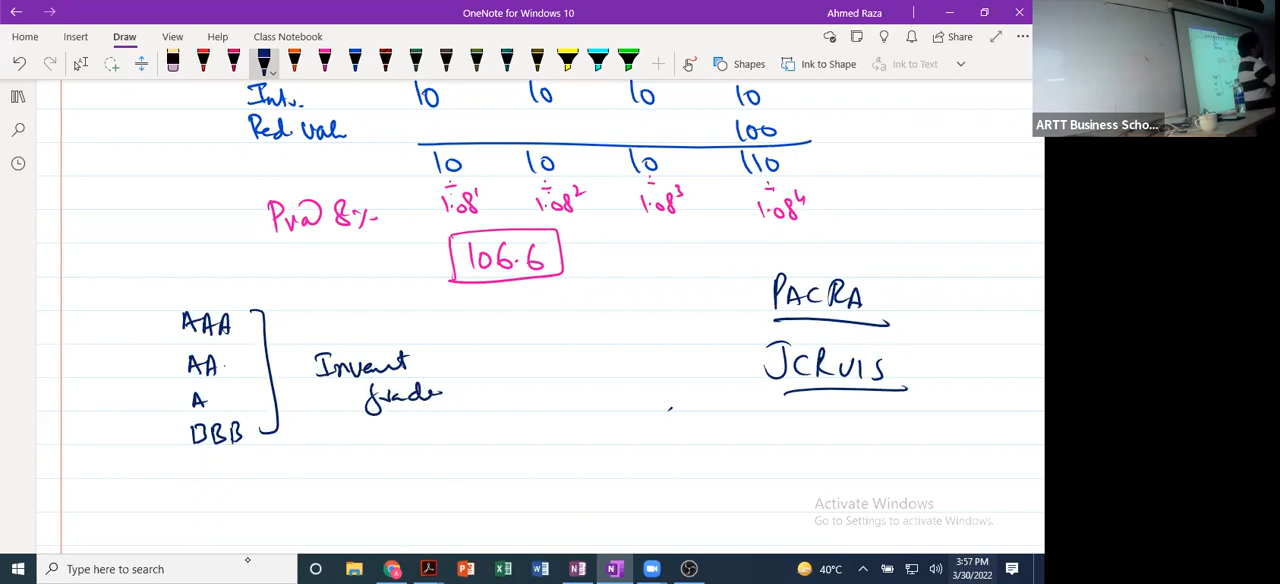 OneNote for Windows 10
Ahmed Raza
Home Insert Draw View Help Class Notebook
Share
Shapes
Ink to Shape
Ink to Text
ARTT Business Scho...
Intr. 10 10 10 10
Red Val 100
10 10 10 110
÷ ÷ ÷ ÷
1.08¹ 1.08² 1.08³ 1.08⁴
PV@ 8%
106.6
PACRA
JCRVIS
AAA
AA
A
BBB
Invent
grade
Activate Windows
Go to Settings to activate Windows.
Type here to search
40°C
3:57 PM
3/30/2022